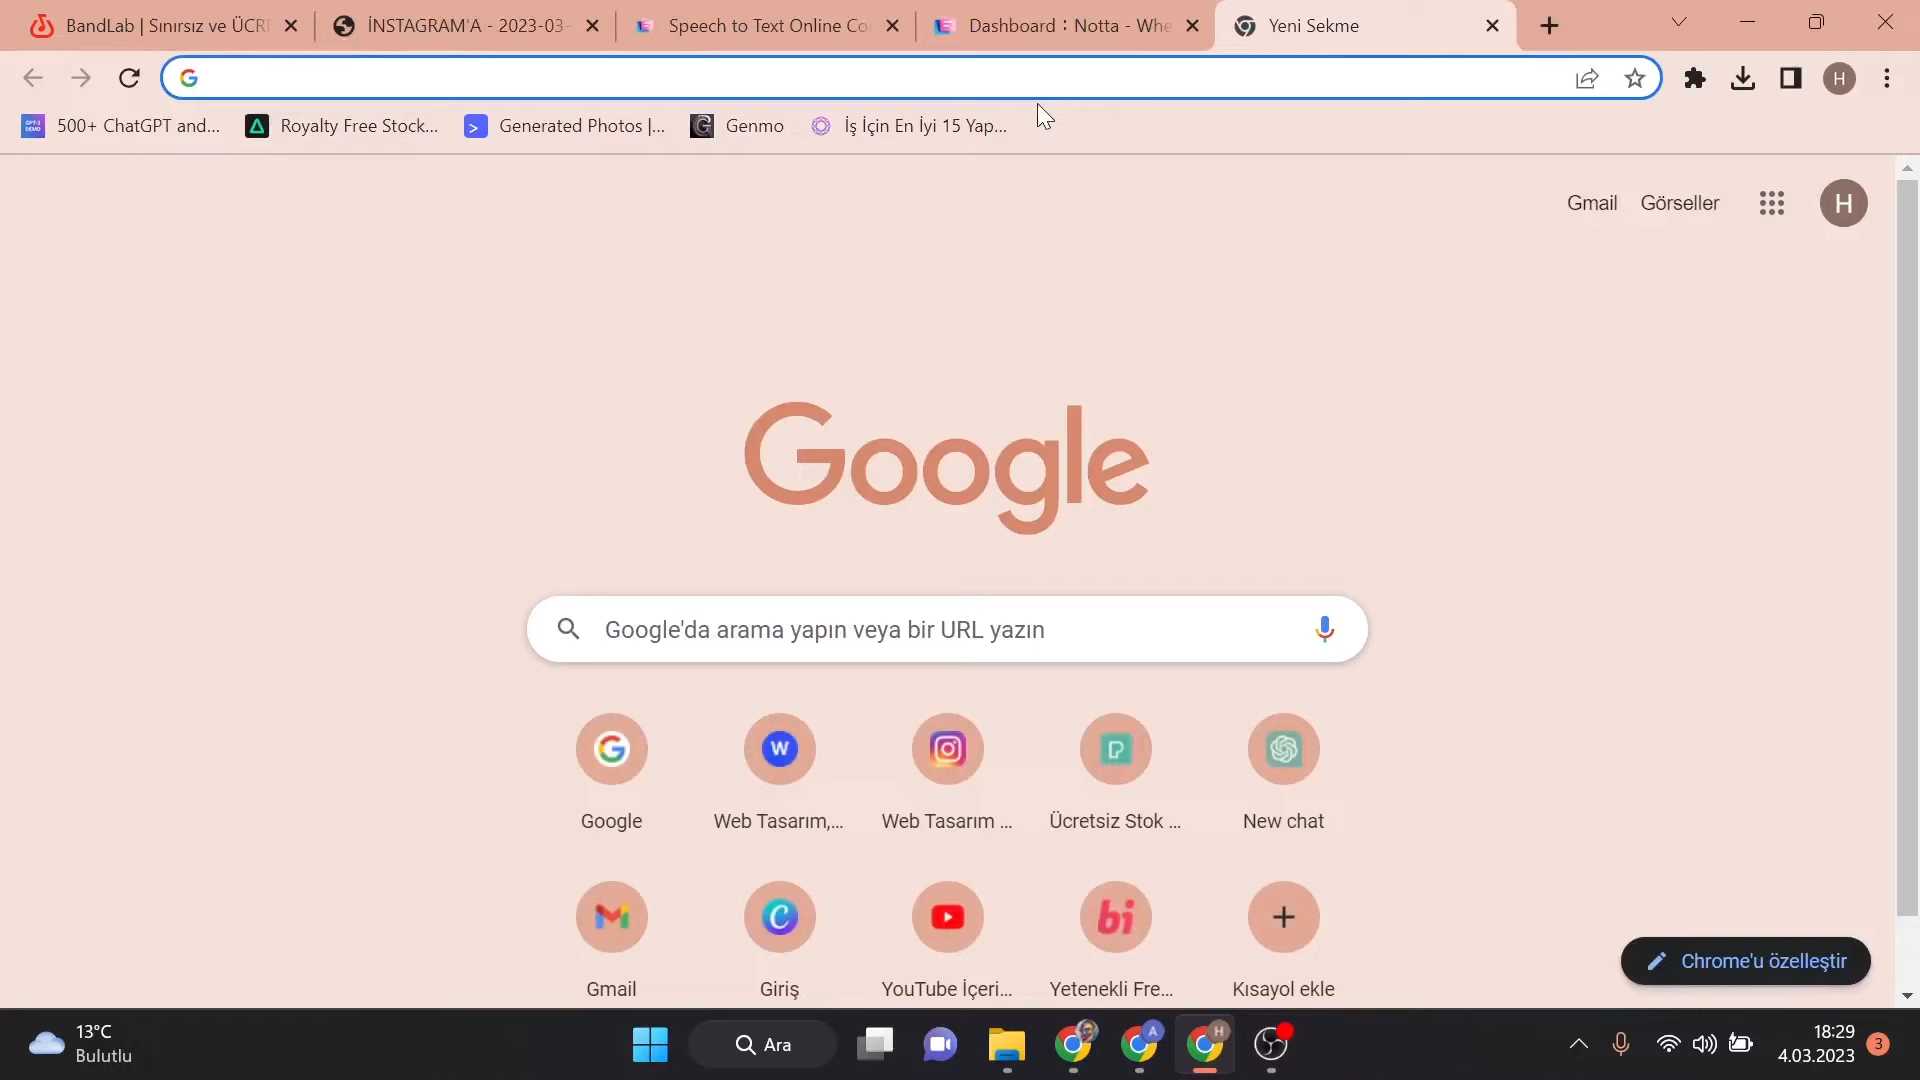 BandLab | Sınırsız ve ÜCRE
İNSTAGRAM'A - 2023-03-
Speech to Text Online Co
Dashboard : Notta - Whe
Yeni Sekme
H
500+ ChatGPT and...
Royalty Free Stock...
Generated Photos |...
Genmo
İş İçin En İyi 15 Yap...
Gmail
Görseller
H
Google
Google'da arama yapın veya bir URL yazın
Google
Web Tasarım,...
Web Tasarım ...
Ücretsiz Stok ...
New chat
Gmail
Giriş
YouTube İçeri...
Yetenekli Fre...
Kısayol ekle
Chrome'u özelleştir
13°C
Bulutlu
Ara
A
H
18:29
4.03.2023
3